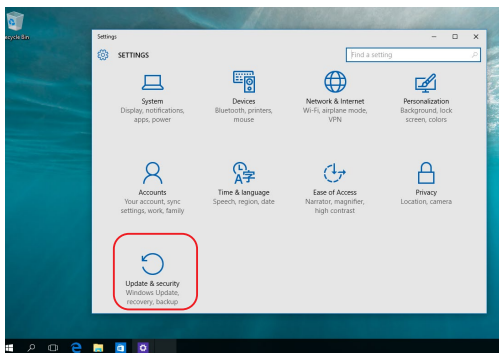 Recycle Bin
Settings
SETTINGS
Find a setting
System
Display, notifications,
apps, power
Devices
Bluetooth, printers,
mouse
Network & Internet
Wi-Fi, airplane mode,
VPN
Personalization
Background, lock
screen, colors
Accounts
Your account, sync
settings, work, family
Time & language
Speech, region, date
Ease of Access
Narrator, magnifier,
high contrast
Privacy
Location, camera
Update & security
Windows Update,
recovery, backup